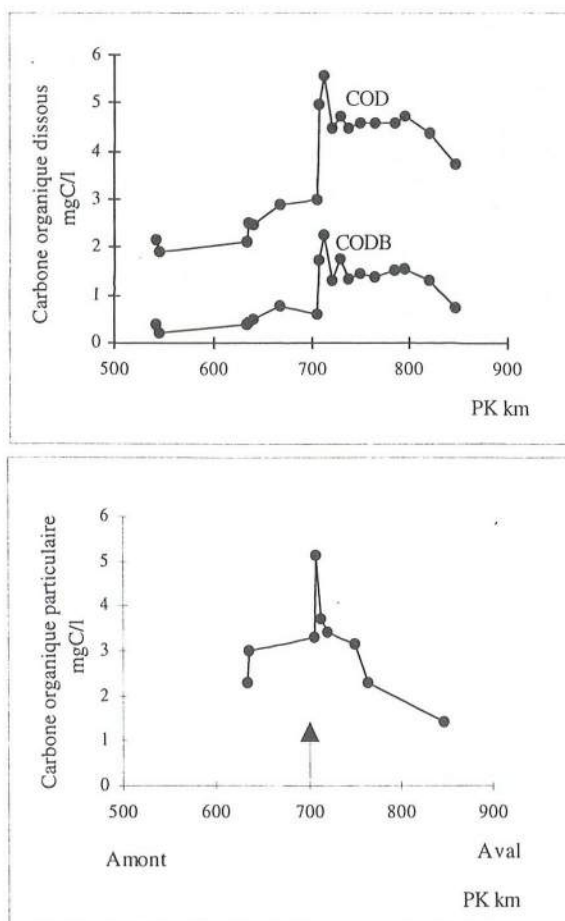 6
5
4
3
2
1
0
Carbone organique dissous
mgC/l
COD
CODB
500 600 700 800 900
PK km
6
5
4
3
2
1
0
Carbone organique particulaire
mgC/l
500 600 700 800 900
Amont
Aval
PK km